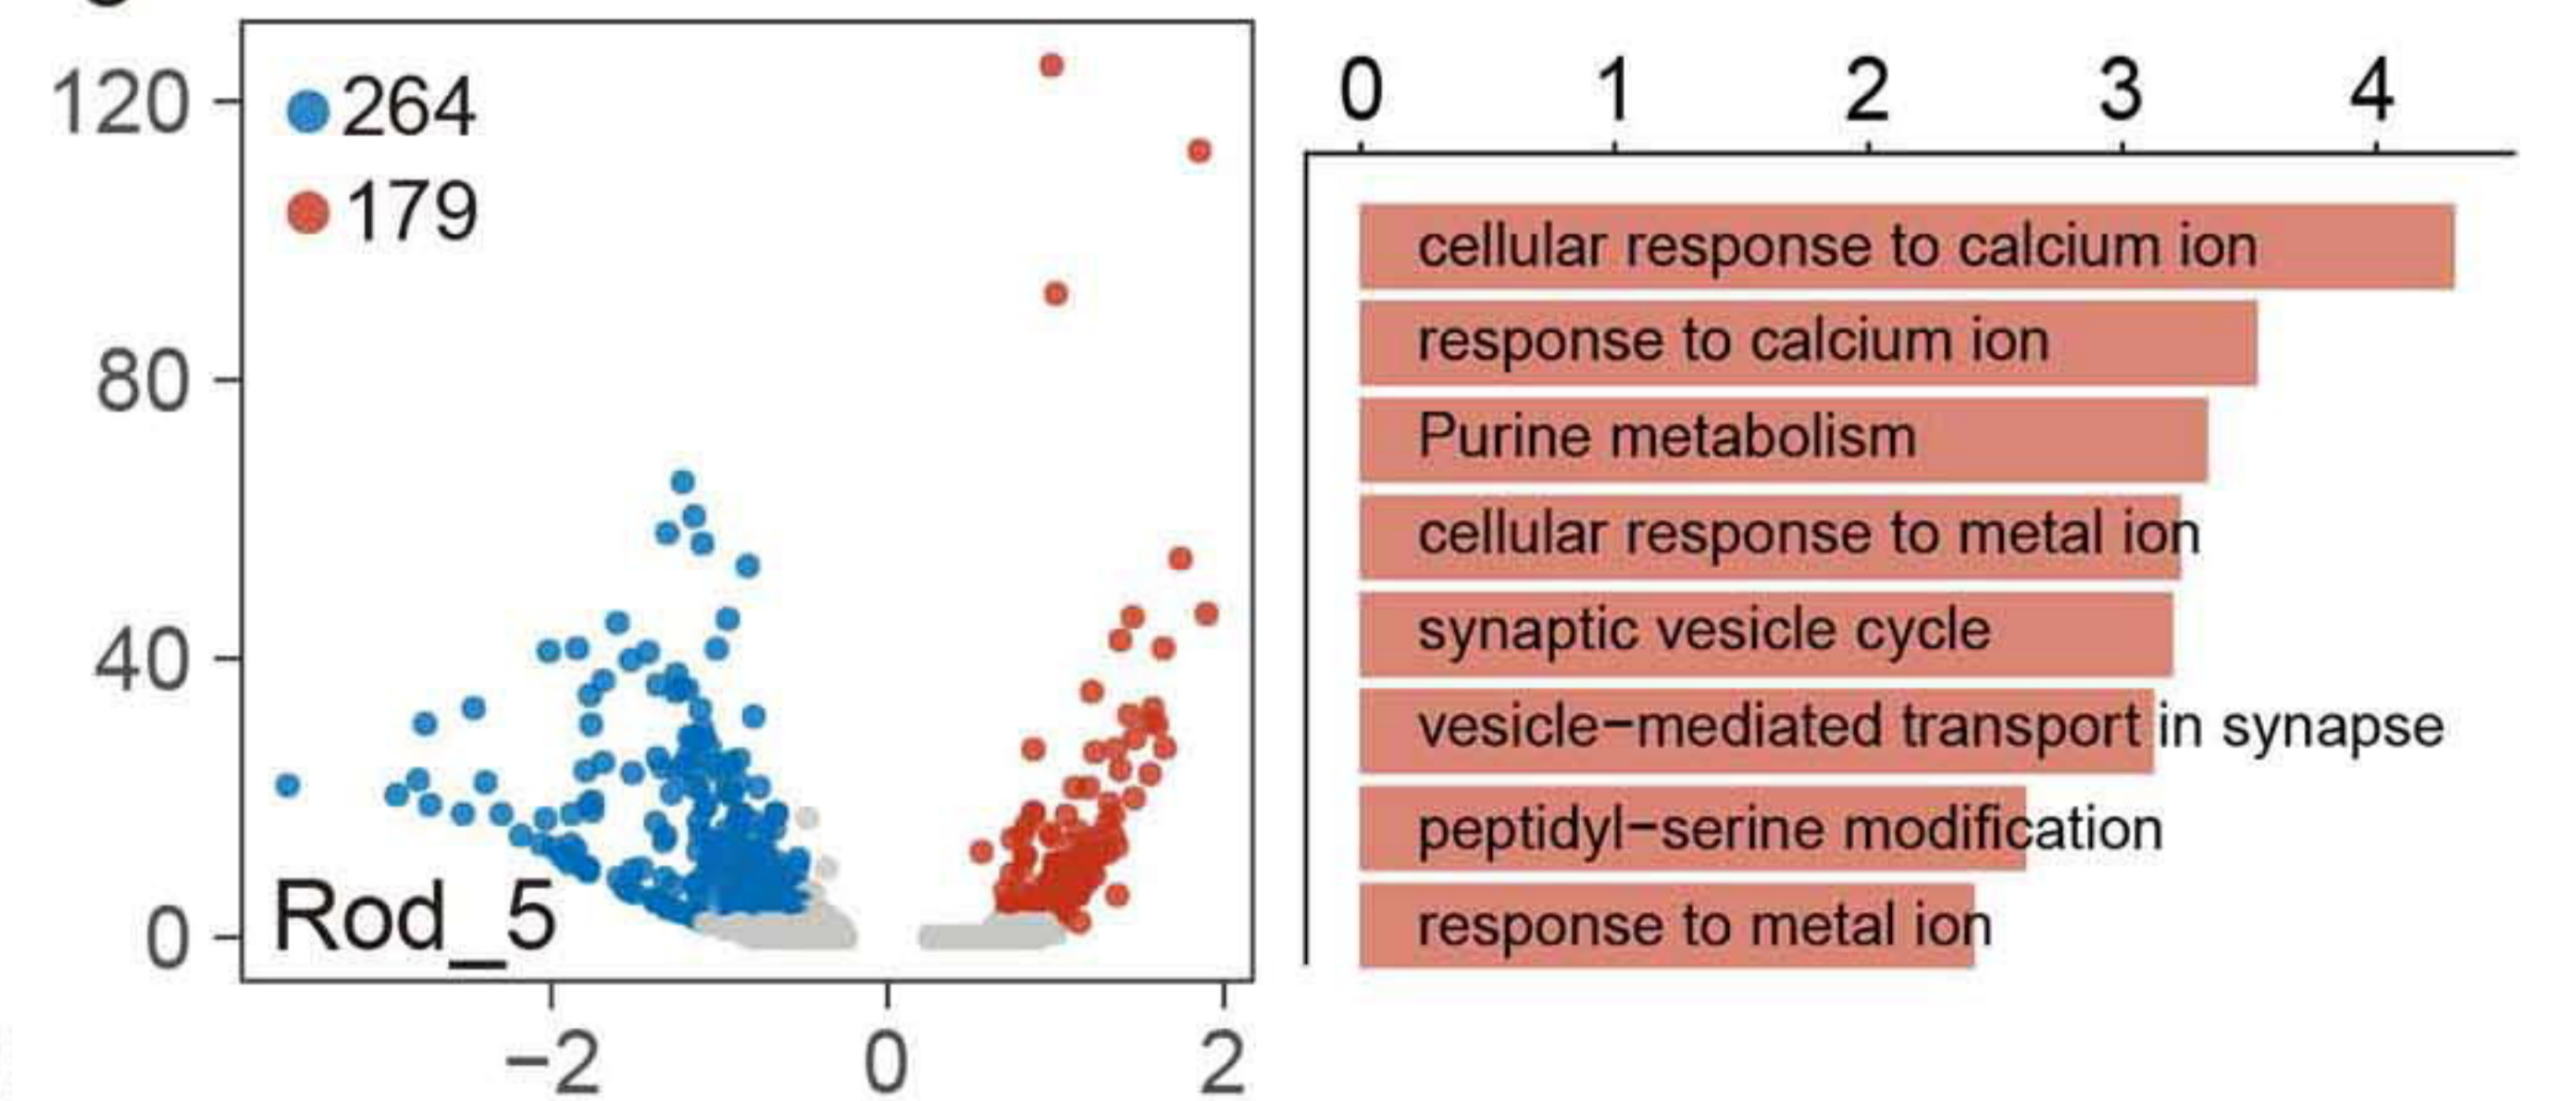 120
80
40
0
264
179
Rod_5
−2
0
2
0
1
2
3
4
cellular response to calcium ion
response to calcium ion
Purine metabolism
cellular response to metal ion
synaptic vesicle cycle
vesicle−mediated transport in synapse
peptidyl−serine modification
response to metal ion